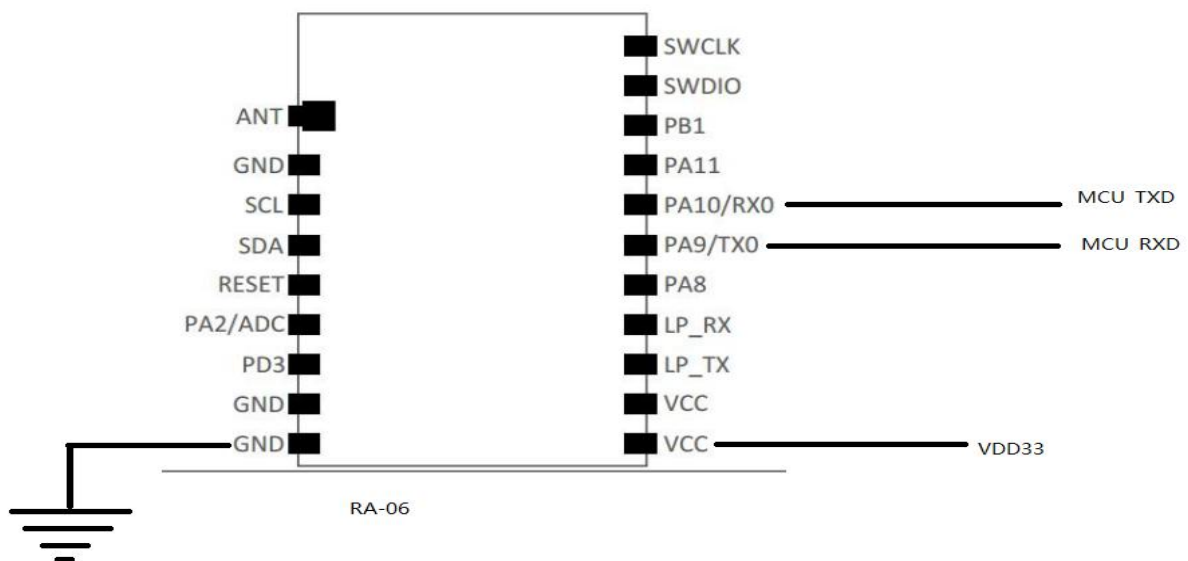 ANT
GND
SCL
SDA
RESET
PA2/ADC
PD3
GND
GND
SWCLK
SWDIO
PB1
PA11
PA10/RX0
PA9/TX0
PA8
LP_RX
LP_TX
VCC
VCC
MCU TXD
MCU RXD
VDD33
RA-06